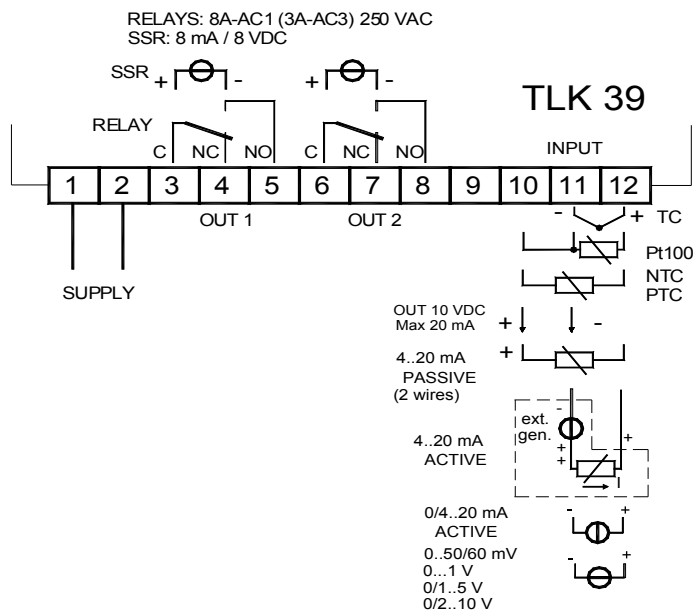 RELAYS: 8A-AC1 (3A-AC3) 250 VAC
SSR: 8 mA / 8 VDC
SSR + - + -
TLK 39
RELAY
C NC NO C NC NO INPUT
1 2 3 4 5 6 7 8 9 10 11 12
OUT 1 OUT 2
- + TC
Pt100
SUPPLY
NTC
PTC
OUT 10 VDC
Max 20 mA + -
4..20 mA +
PASSIVE
(2 wires)
-
ext.
gen.
+ +
+
4..20 mA
ACTIVE
I
0/4..20 mA - +
ACTIVE
0..50/60 mV - +
0...1 V
0/1..5 V
0/2..10 V